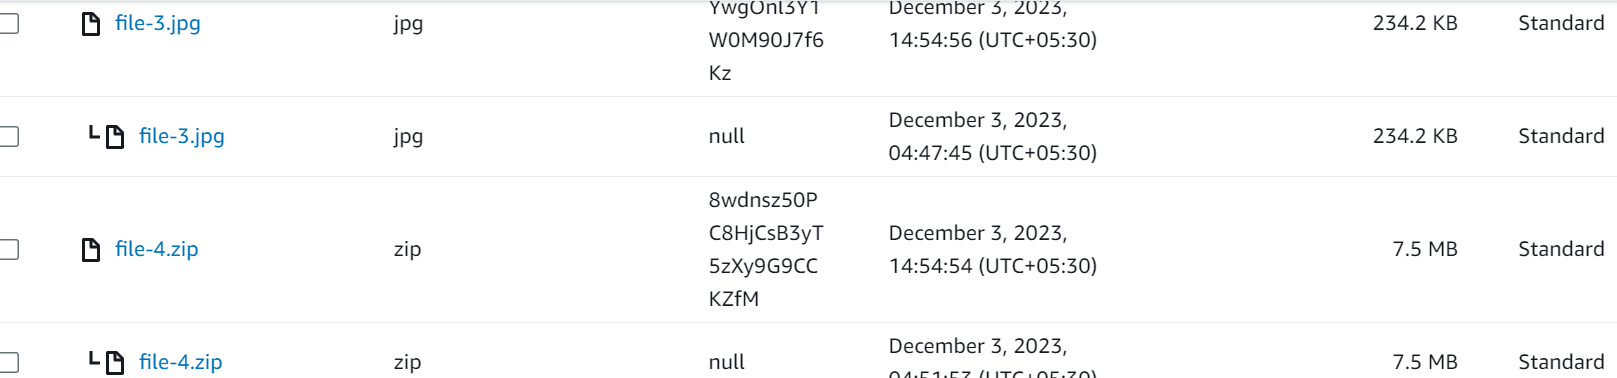 file-3.jpg jpg December 3, 2023, 234.2 KB Standard
W0M90J7f6 14:54:56 (UTC+05:30)
Kz
file-3.jpg jpg null December 3, 2023, 234.2 KB Standard
04:47:45 (UTC+05:30)
8wdnsz50P
C8HjCsB3yT
file-4.zip zip 5zXy9G9CC December 3, 2023, 7.5 MB Standard
KZfM 14:54:54 (UTC+05:30)
file-4.zip zip null December 3, 2023, 7.5 MB Standard